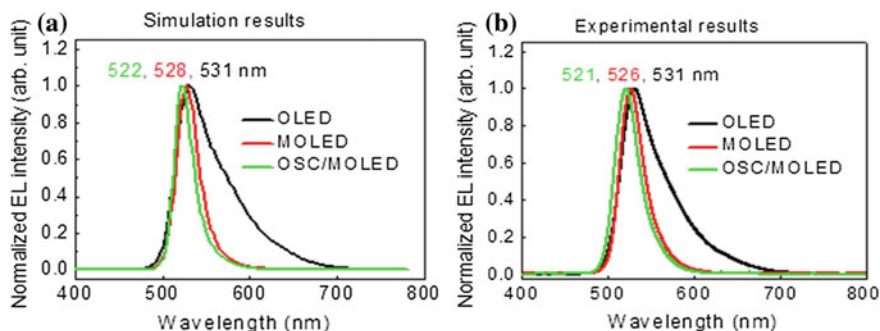 (a)
Simulation results
522, 528, 531 nm
OLED
MOLED
OSC/MOLED
Normalized EL intensity (arb. unit)
1.2
1.0
0.8
0.6
0.4
0.2
0.0
400 500 600 700 800
Wavelength (nm)
(b)
Experimental results
521, 526, 531 nm
OLED
MOLED
OSC/MOLED
Normalized EL intensity (arb. unit)
1.2
1.0
0.8
0.6
0.4
0.2
0.0
400 500 600 700 800
Wavelength (nm)